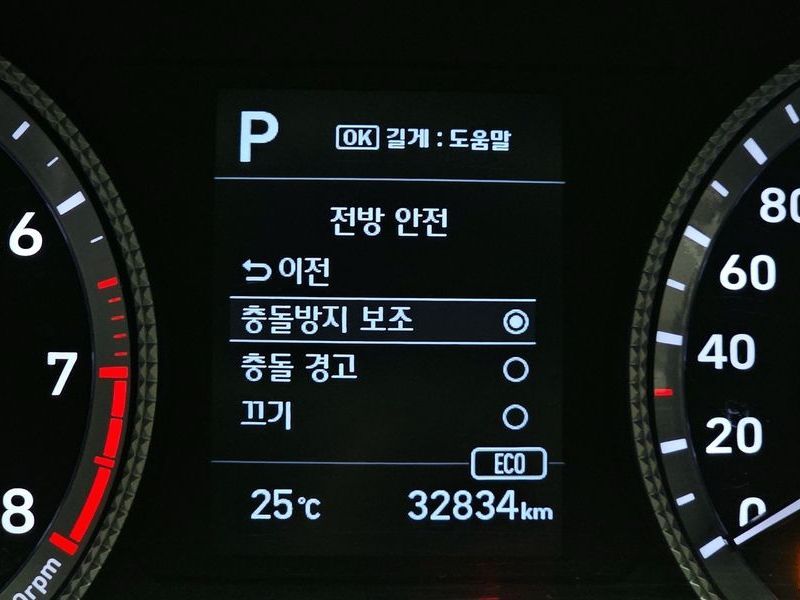 P
OK 길게 : 도움말
전방 안전
이전
충돌방지 보조
충돌 경고
끄기
ECO
25℃ 32834km
6
7
8
80
60
40
20
0